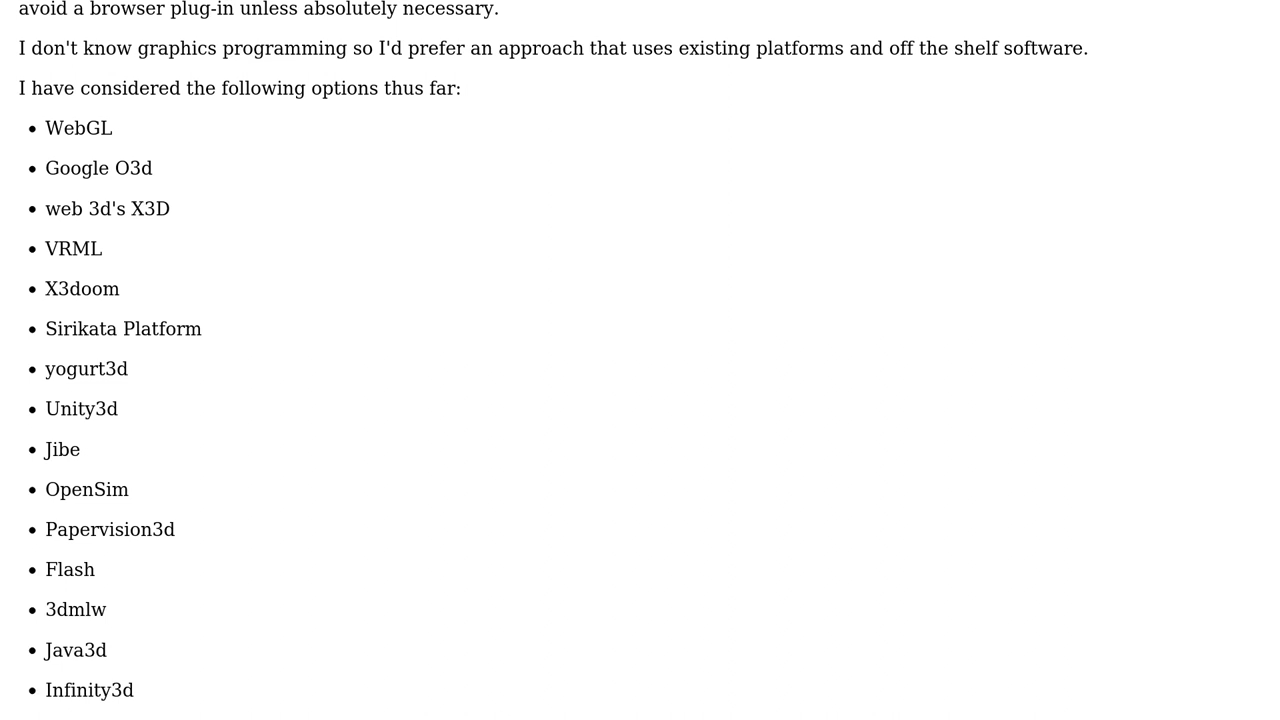 avoid a browser plug-in unless absolutely necessary.
I don't know graphics programming so I'd prefer an approach that uses existing platforms and off the shelf software.
I have considered the following options thus far:
• WebGL
• Google O3d
• web 3d's X3D
• VRML
• X3doom
• Sirikata Platform
• yogurt3d
• Unity3d
• Jibe
• OpenSim
• Papervision3d
• Flash
• 3dmlw
• Java3d
• Infinity3d